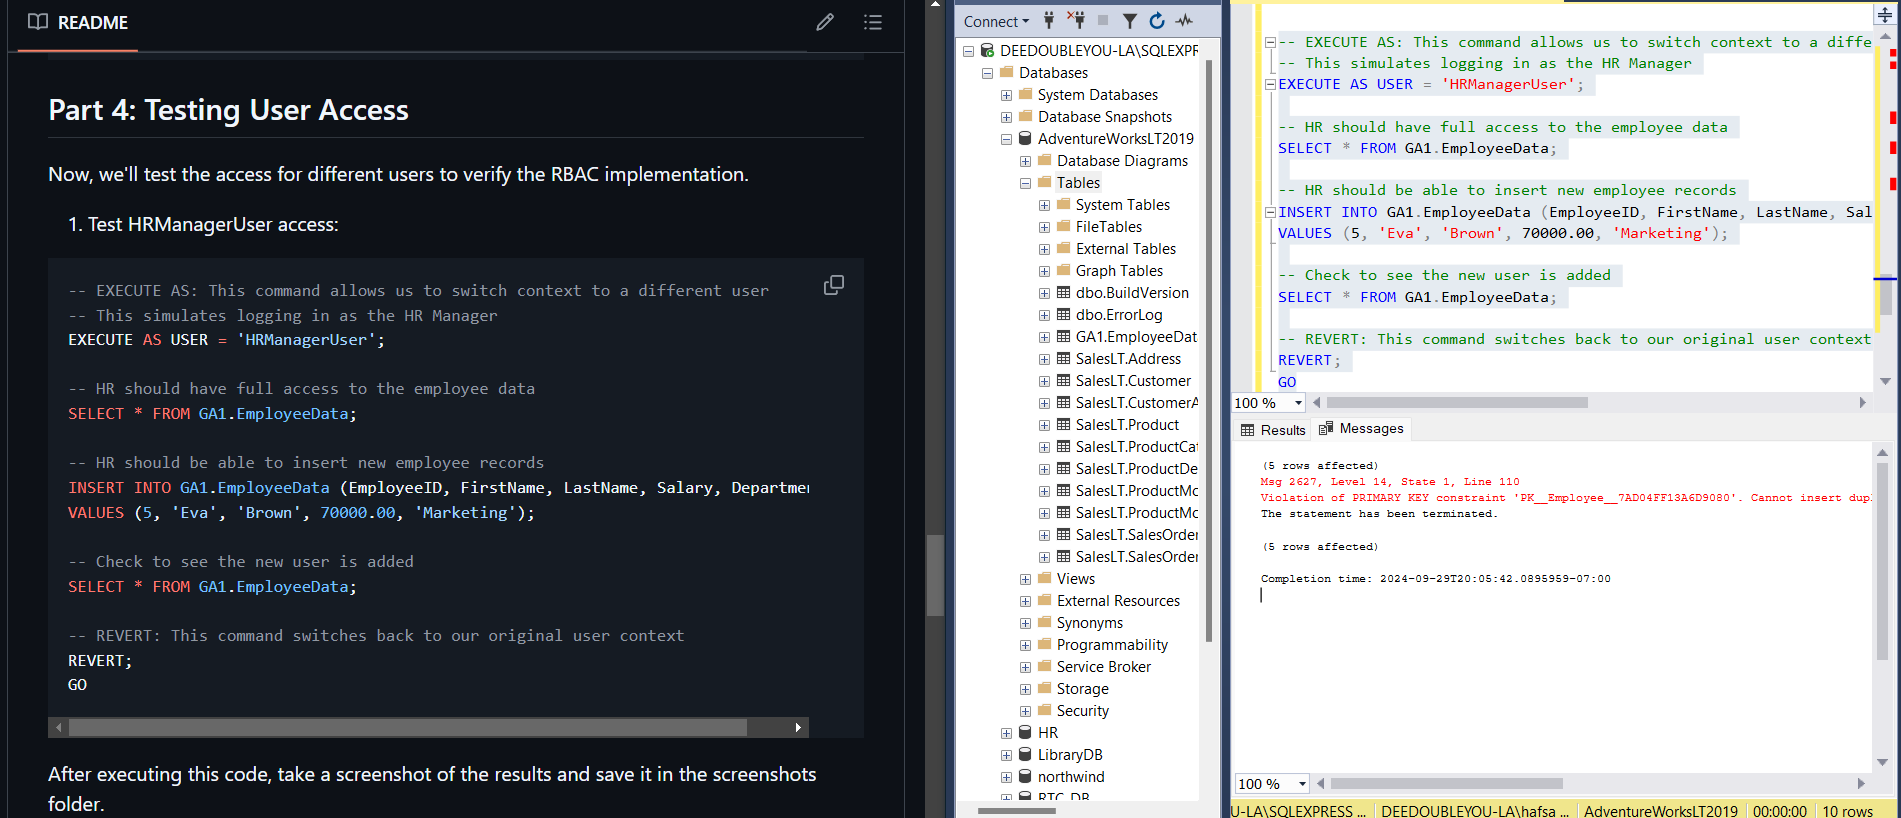 README
Part 4: Testing User Access
Now, we'll test the access for different users to verify the RBAC implementation.
1. Test HRManagerUser access:
-- EXECUTE AS: This command allows us to switch context to a different user
-- This simulates logging in as the HR Manager
EXECUTE AS USER = 'HRManagerUser';
-- HR should have full access to the employee data
SELECT * FROM GA1.EmployeeData;
-- HR should be able to insert new employee records
INSERT INTO GA1.EmployeeData (EmployeeID, FirstName, LastName, Salary, Departmen
VALUES (5, 'Eva', 'Brown', 70000.00, 'Marketing');
-- Check to see the new user is added
SELECT * FROM GA1.EmployeeData;
-- REVERT: This command switches back to our original user context
REVERT;
GO
After executing this code, take a screenshot of the results and save it in the screenshots
folder.
Connect
DEEDOUBLEYOU-LA\SQLEXPR
Databases
System Databases
Database Snapshots
AdventureWorksLT2019
Database Diagrams
Tables
System Tables
FileTables
External Tables
Graph Tables
dbo.BuildVersion
dbo.ErrorLog
GA1.EmployeeDat
SalesLT.Address
SalesLT.Customer
SalesLT.CustomerA
SalesLT.Product
SalesLT.ProductCat
SalesLT.ProductDe
SalesLT.ProductMo
SalesLT.ProductMo
SalesLT.SalesOrder
SalesLT.SalesOrder
Views
External Resources
Synonyms
Programmability
Service Broker
Storage
Security
HR
LibraryDB
northwind
RTC_DB
-- EXECUTE AS: This command allows us to switch context to a diffe
-- This simulates logging in as the HR Manager
EXECUTE AS USER = 'HRManagerUser';
-- HR should have full access to the employee data
SELECT * FROM GA1.EmployeeData;
-- HR should be able to insert new employee records
INSERT INTO GA1.EmployeeData (EmployeeID, FirstName, LastName, Sal
VALUES (5, 'Eva', 'Brown', 70000.00, 'Marketing');
-- Check to see the new user is added
SELECT * FROM GA1.EmployeeData;
-- REVERT: This command switches back to our original user context
REVERT;
GO
100 %
Results Messages
(5 rows affected)
Msg 2627, Level 14, State 1, Line 110
Violation of PRIMARY KEY constraint 'PK__Employee__7AD04FF13A6D9080'. Cannot insert dup
The statement has been terminated.
(5 rows affected)
Completion time: 2024-09-29T20:05:42.0895959-07:00
100 %
U-LA\SQLEXPRESS ... DEEDOUBLEYOU-LA\hafsa ... AdventureWorksLT2019 00:00:00 10 rows